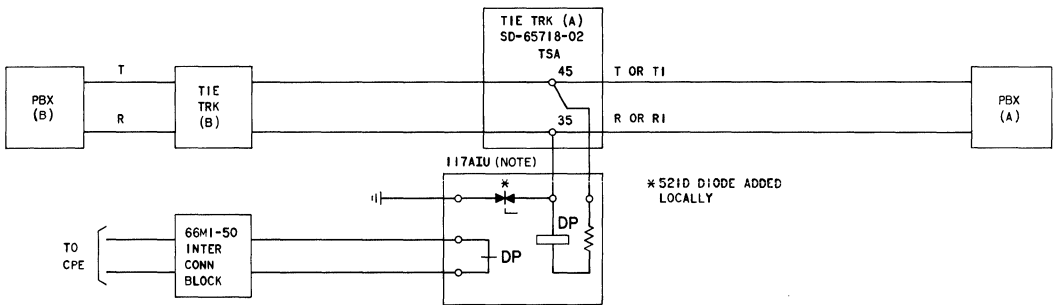 TIE TRK (A)
SD-65718-02
TSA
45
T OR T1
35
R OR R1
PBX
(B)
T
R
TIE
TRK
(B)
PBX
(A)
117A1U (NOTE)
*
* 521D DIODE ADDED
LOCALLY
DP
DP
TO
CPE
66M1-50
INTER
CONN
BLOCK